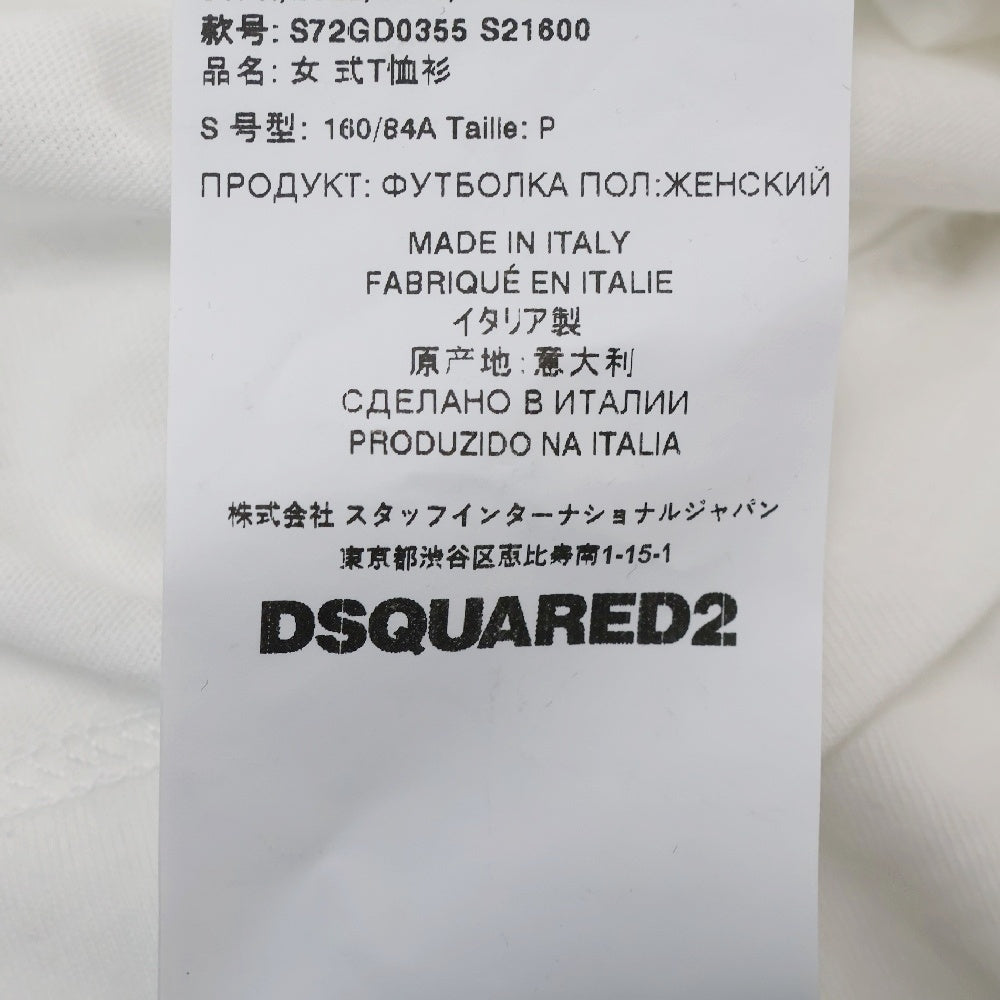 款号: S72GD0355 S21600
品名: 女 式T恤衫
S 号型: 160/84A Taille: P
ПРОДУКТ: ФУТБОЛКА ПОЛ:ЖЕНСКИЙ
MADE IN ITALY
FABRIQUÉ EN ITALIE
イタリア製
原产地:意大利
СДЕЛАНО В ИТАЛИИ
PRODUZIDO NA ITALIA
株式会社 スタッフインターナショナルジャパン
東京都渋谷区恵比寿南1-15-1
DSQUARED2